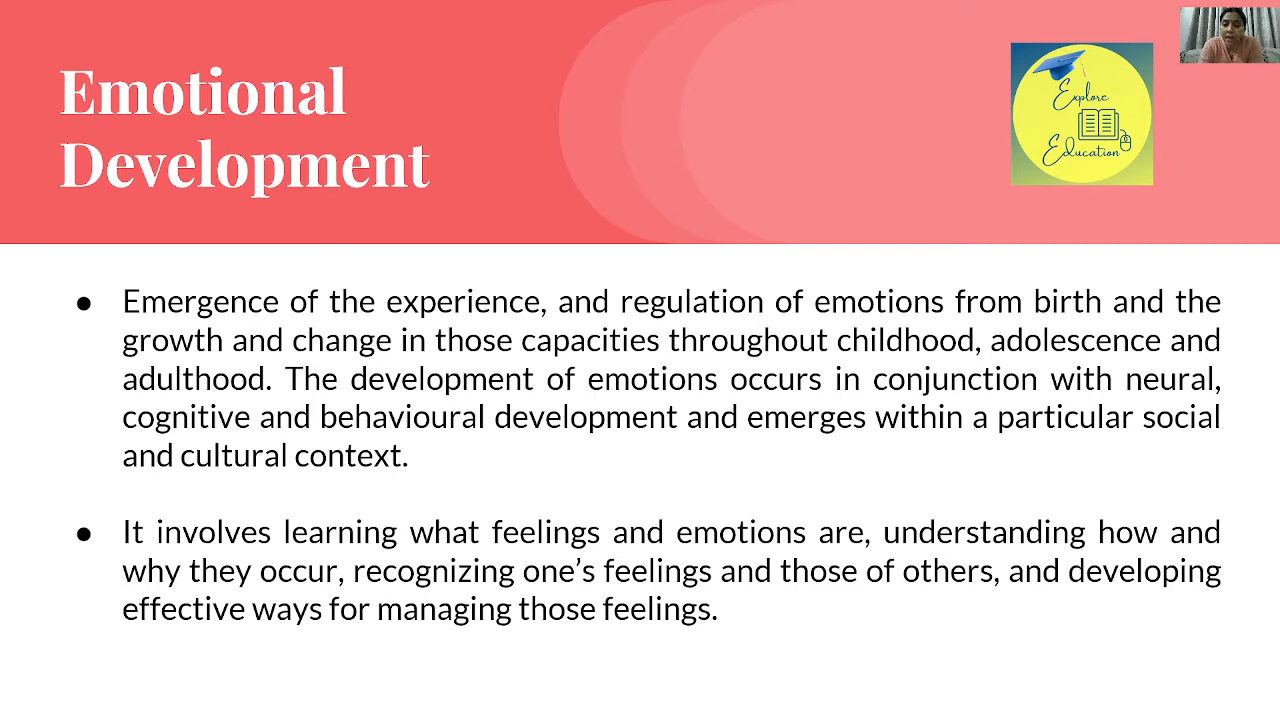 Emotional
Development
Explore
Education
● Emergence of the experience, and regulation of emotions from birth and the
growth and change in those capacities throughout childhood, adolescence and
adulthood. The development of emotions occurs in conjunction with neural,
cognitive and behavioural development and emerges within a particular social
and cultural context.
● It involves learning what feelings and emotions are, understanding how and
why they occur, recognizing one’s feelings and those of others, and developing
effective ways for managing those feelings.